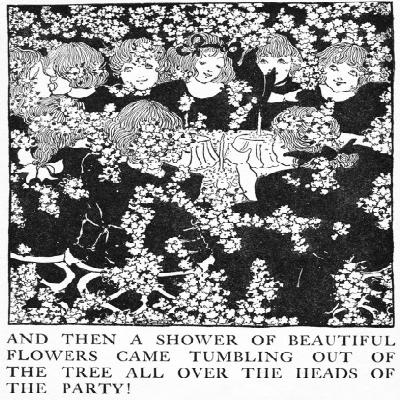 AND THEN A SHOWER OF BEAUTIFUL
FLOWERS CAME TUMBLING OUT OF
THE TREE ALL OVER THE HEADS OF
THE PARTY!